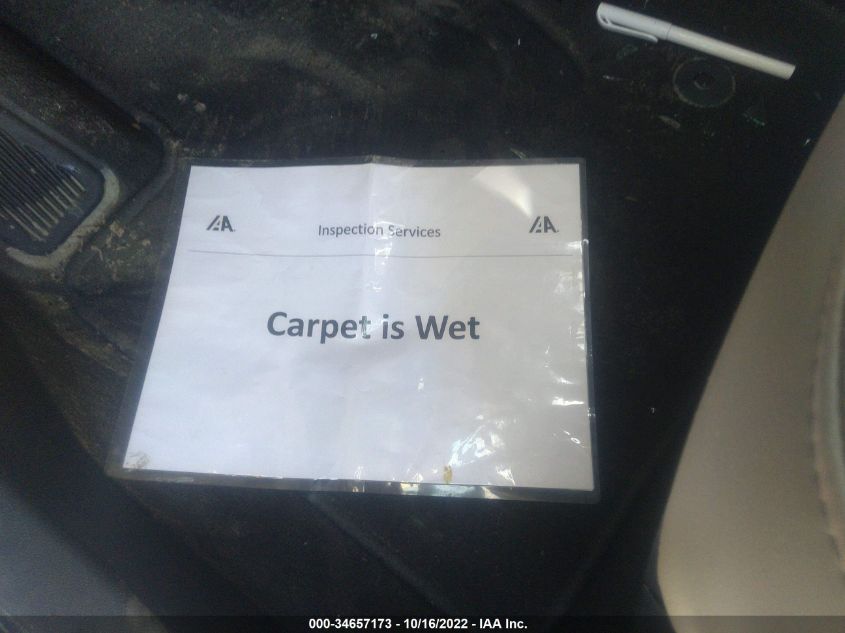 IAA Inspection Services IAA
Carpet is Wet
000-34657173 - 10/16/2022 - IAA Inc.